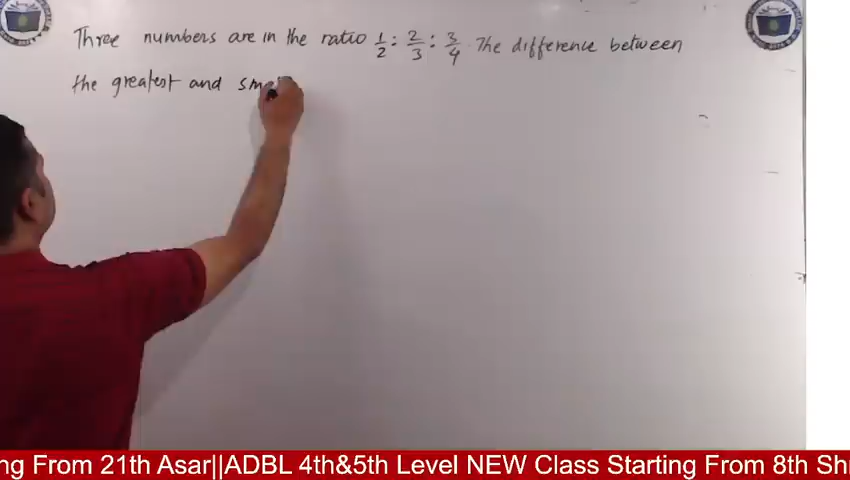 Three numbers are in the ratio 1/2 : 2/3 : 3/4. The difference between
the greatest and
ng From 21th Asar||ADBL 4th&5th Level NEW Class Starting From 8th Shr